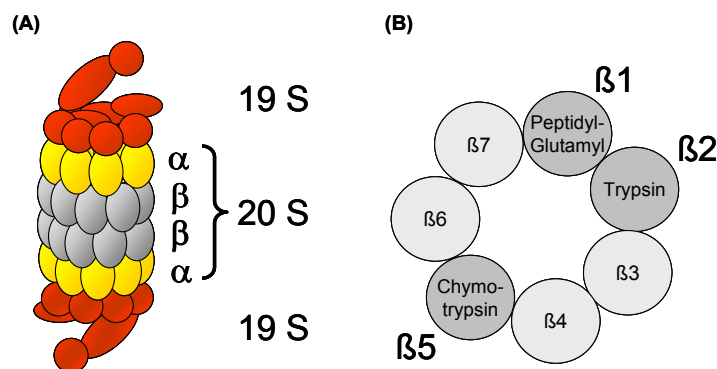 (A)
19 S
α
β
β
α
20 S
19 S
(B)
ß1
Peptidyl-
Glutamyl
ß2
Trypsin
ß3
ß4
Chymo-
trypsin
ß5
ß6
ß7